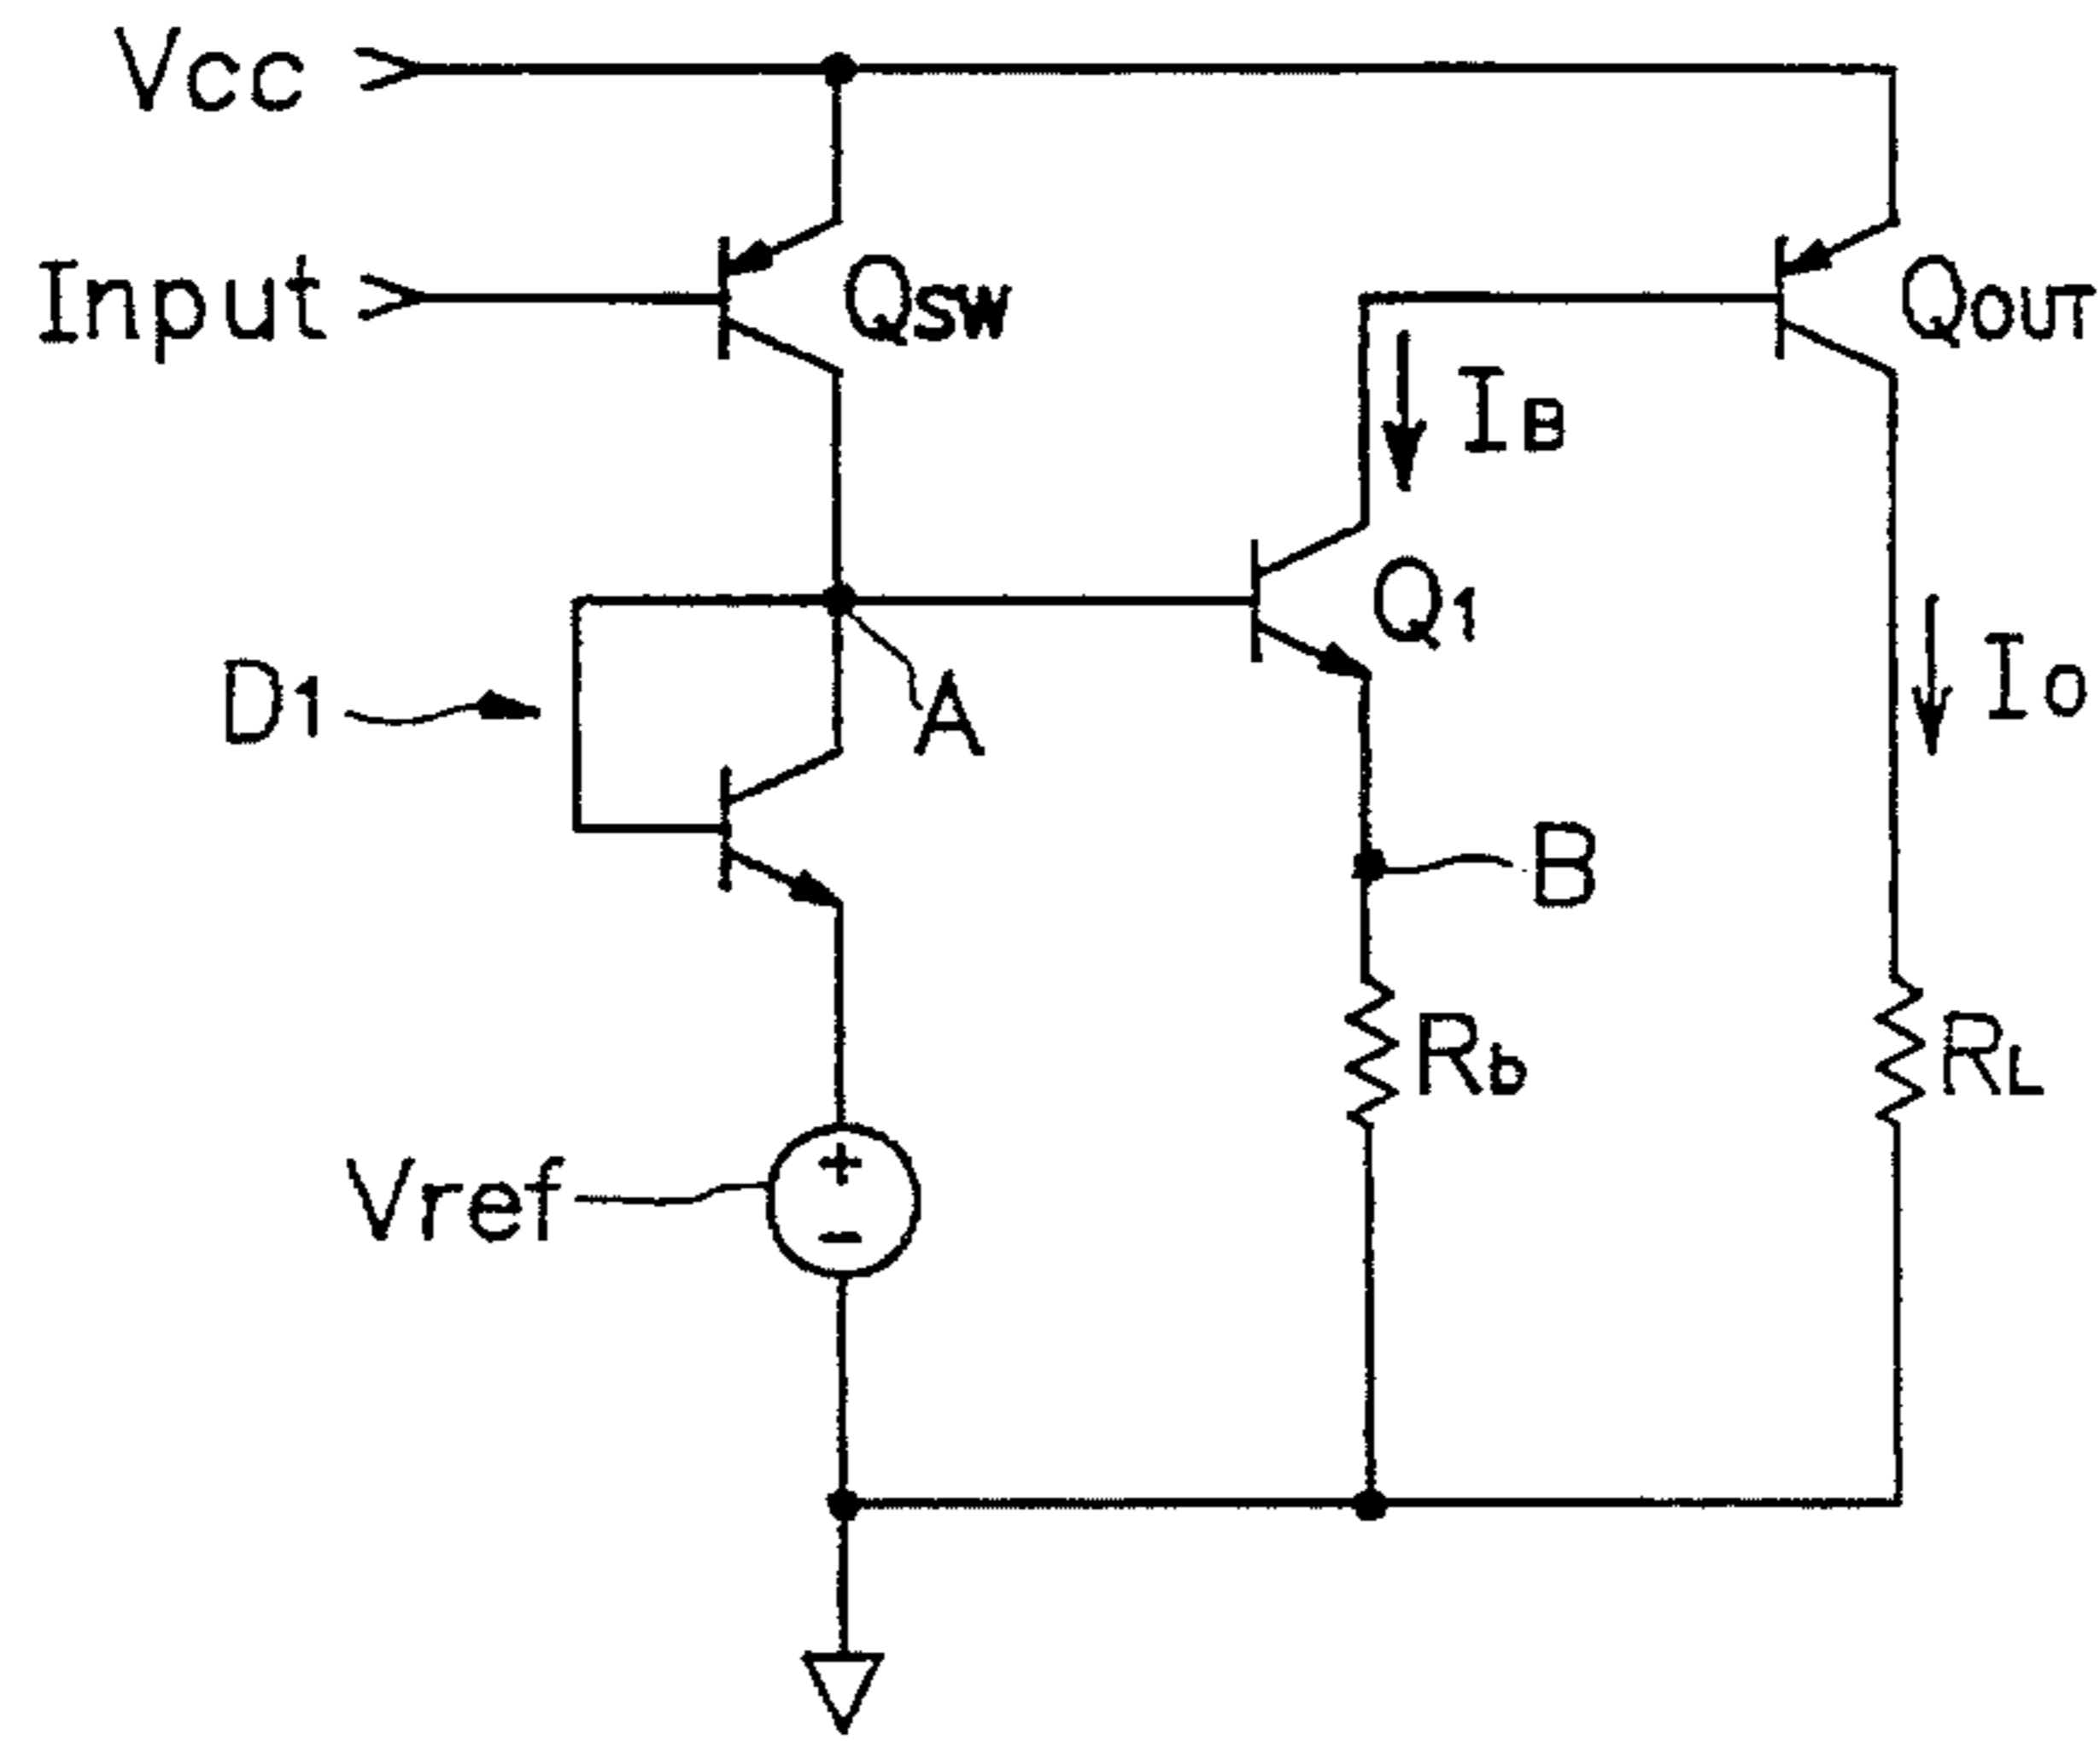 Vcc
Input
QSW
QOUT
IB
Q1
IO
D1
A
B
Rb
RL
Vref
+
-